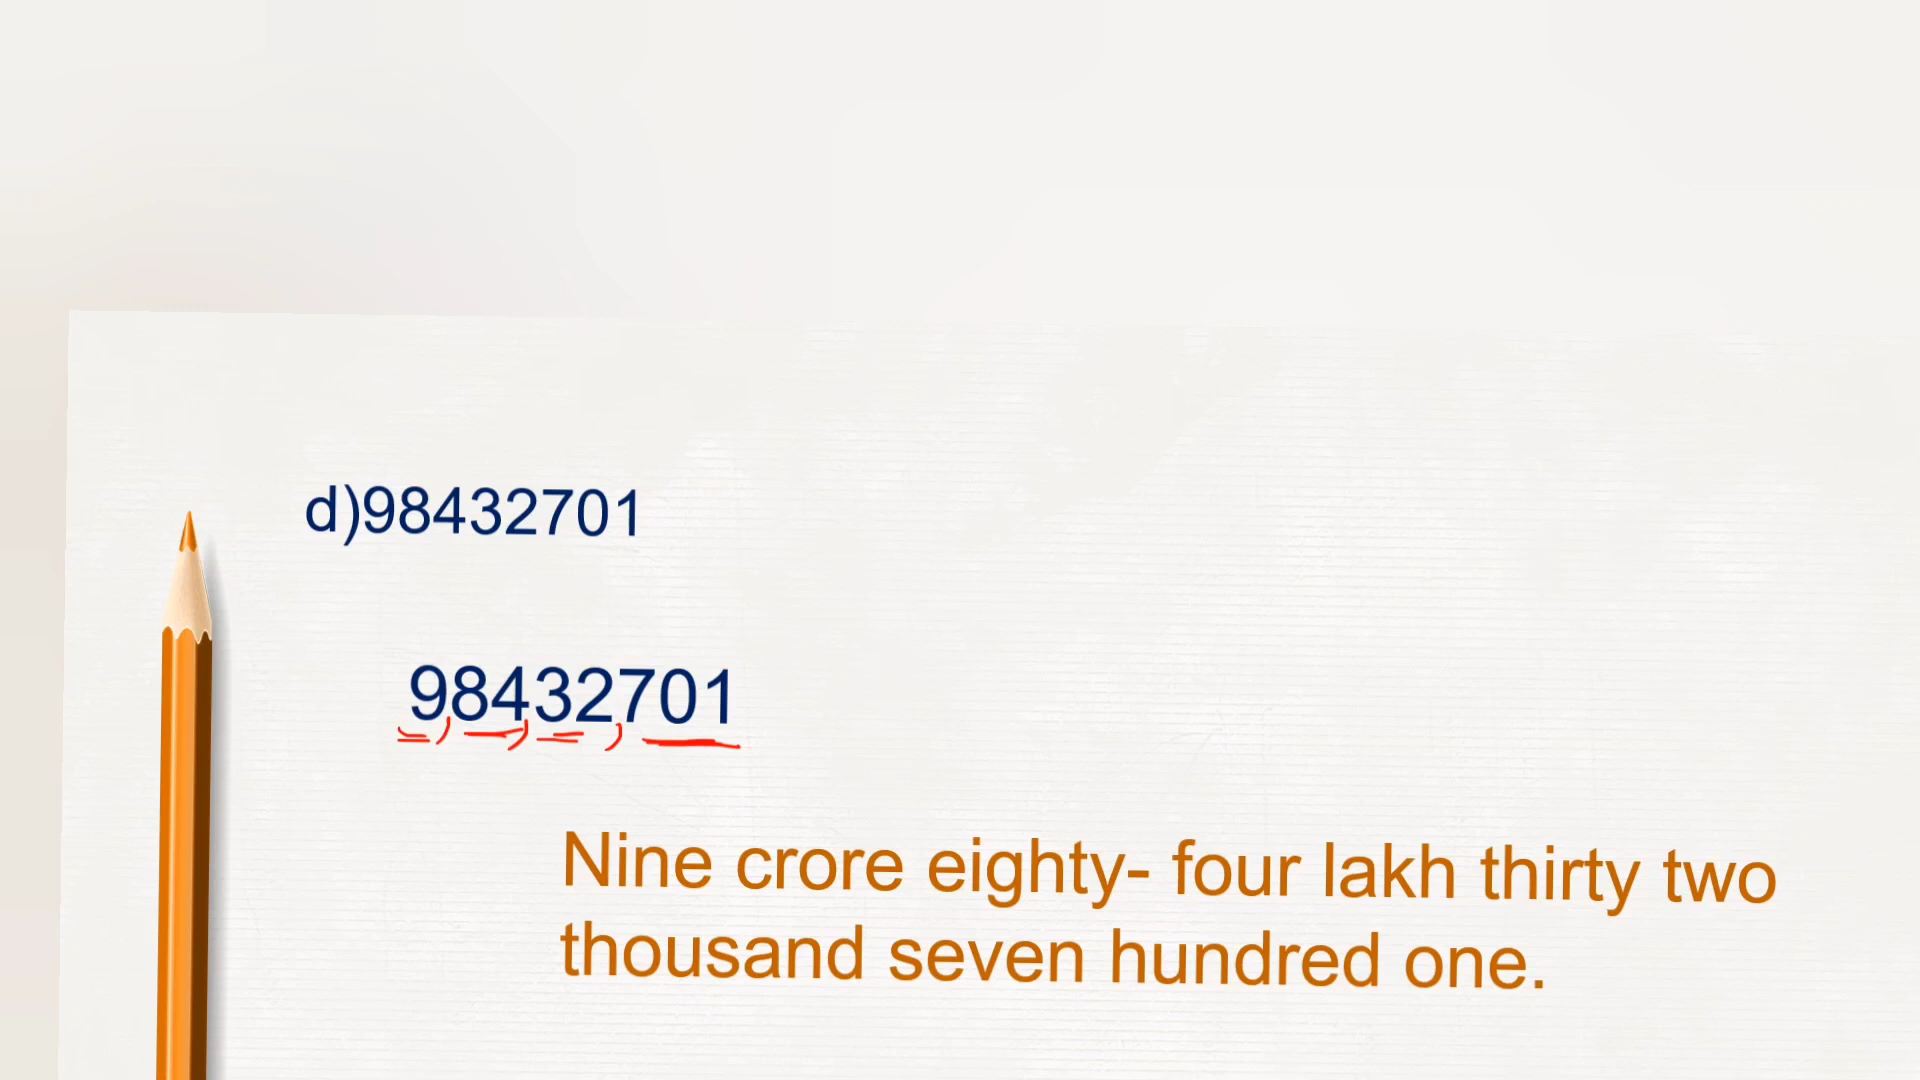 d)98432701
98432701
Nine crore eighty- four lakh thirty two
thousand seven hundred one.